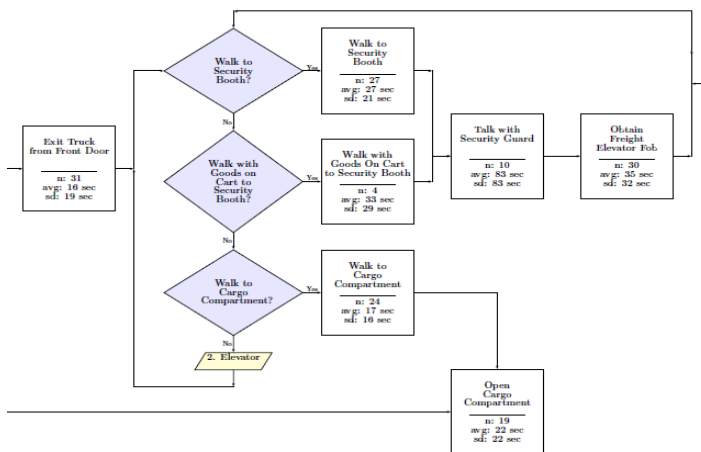 Walk to
Security
Booth?
Yes
Walk to
Security
Booth
n: 27
avg: 27 sec
sd: 21 sec
No
Exit Truck
from Front Door
n: 31
avg: 16 sec
sd: 19 sec
Walk with
Goods on
Cart to
Security
Booth?
Yes
Walk with
Goods On Cart
to Security Booth
n: 4
avg: 33 sec
sd: 29 sec
Talk with
Security Guard
n: 10
avg: 83 sec
sd: 83 sec
Obtain
Freight
Elevator Fob
n: 30
avg: 35 sec
sd: 32 sec
No
Walk to
Cargo
Compartment?
Yes
Walk to
Cargo
Compartment
n: 24
avg: 17 sec
sd: 16 sec
No
2. Elevator
Open
Cargo
Compartment
n: 19
avg: 22 sec
sd: 22 sec